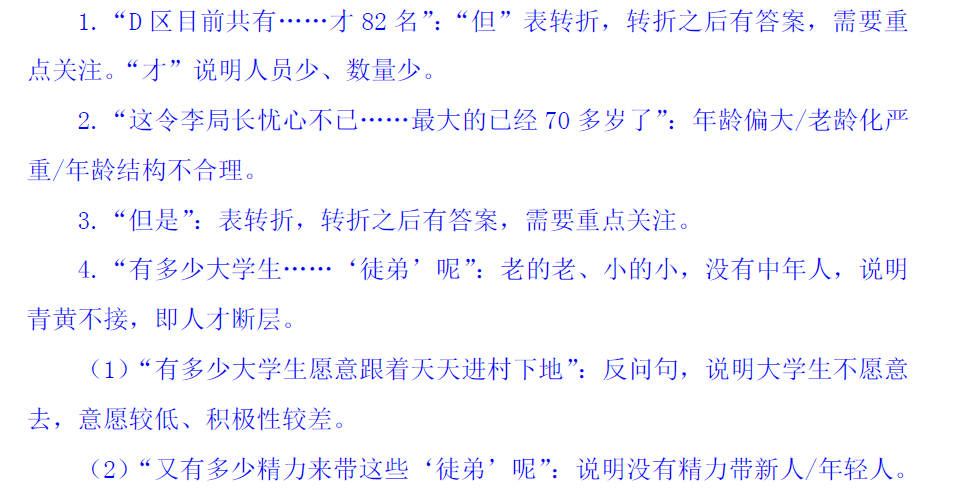 1. “D 区目前共有……才 82 名”：“但”表转折，转折之后有答案，需要重
点关注。“才”说明人员少、数量少。
2. “这令李局长忧心不已……最大的已经 70 多岁了”：年龄偏大/老龄化严
重/年龄结构不合理。
3. “但是”：表转折，转折之后有答案，需要重点关注。
4. “有多少大学生……‘徒弟’呢”：老的老、小的小，没有中年人，说明
青黄不接，即人才断层。
（1）“有多少大学生愿意跟着天天进村下地”：反问句，说明大学生不愿意
去，意愿较低、积极性较差。
（2）“又有多少精力来带这些‘徒弟’呢”：说明没有精力带新人/年轻人。